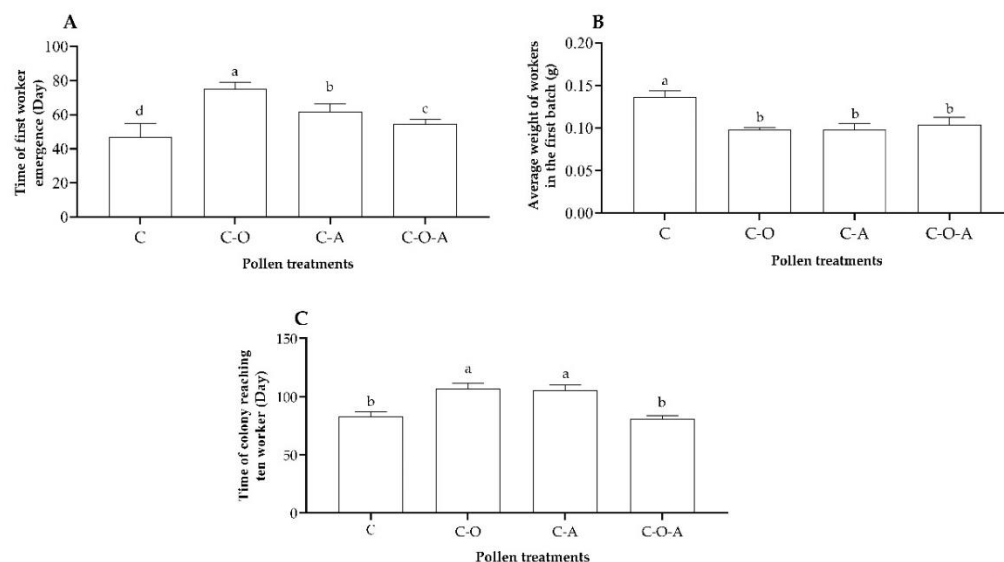 A
Time of first worker
emergence (Day)
100
80
60
40
20
0
d
a
b
c
C
C-O
C-A
C-O-A
Pollen treatments
B
Average weight of workers
in the first batch (g)
0.20
0.15
0.10
0.05
0.00
a
b
b
b
C
C-O
C-A
C-O-A
Pollen treatments
C
Time of colony reaching
ten worker (Day)
150
100
50
0
b
a
a
b
C
C-O
C-A
C-O-A
Pollen treatments